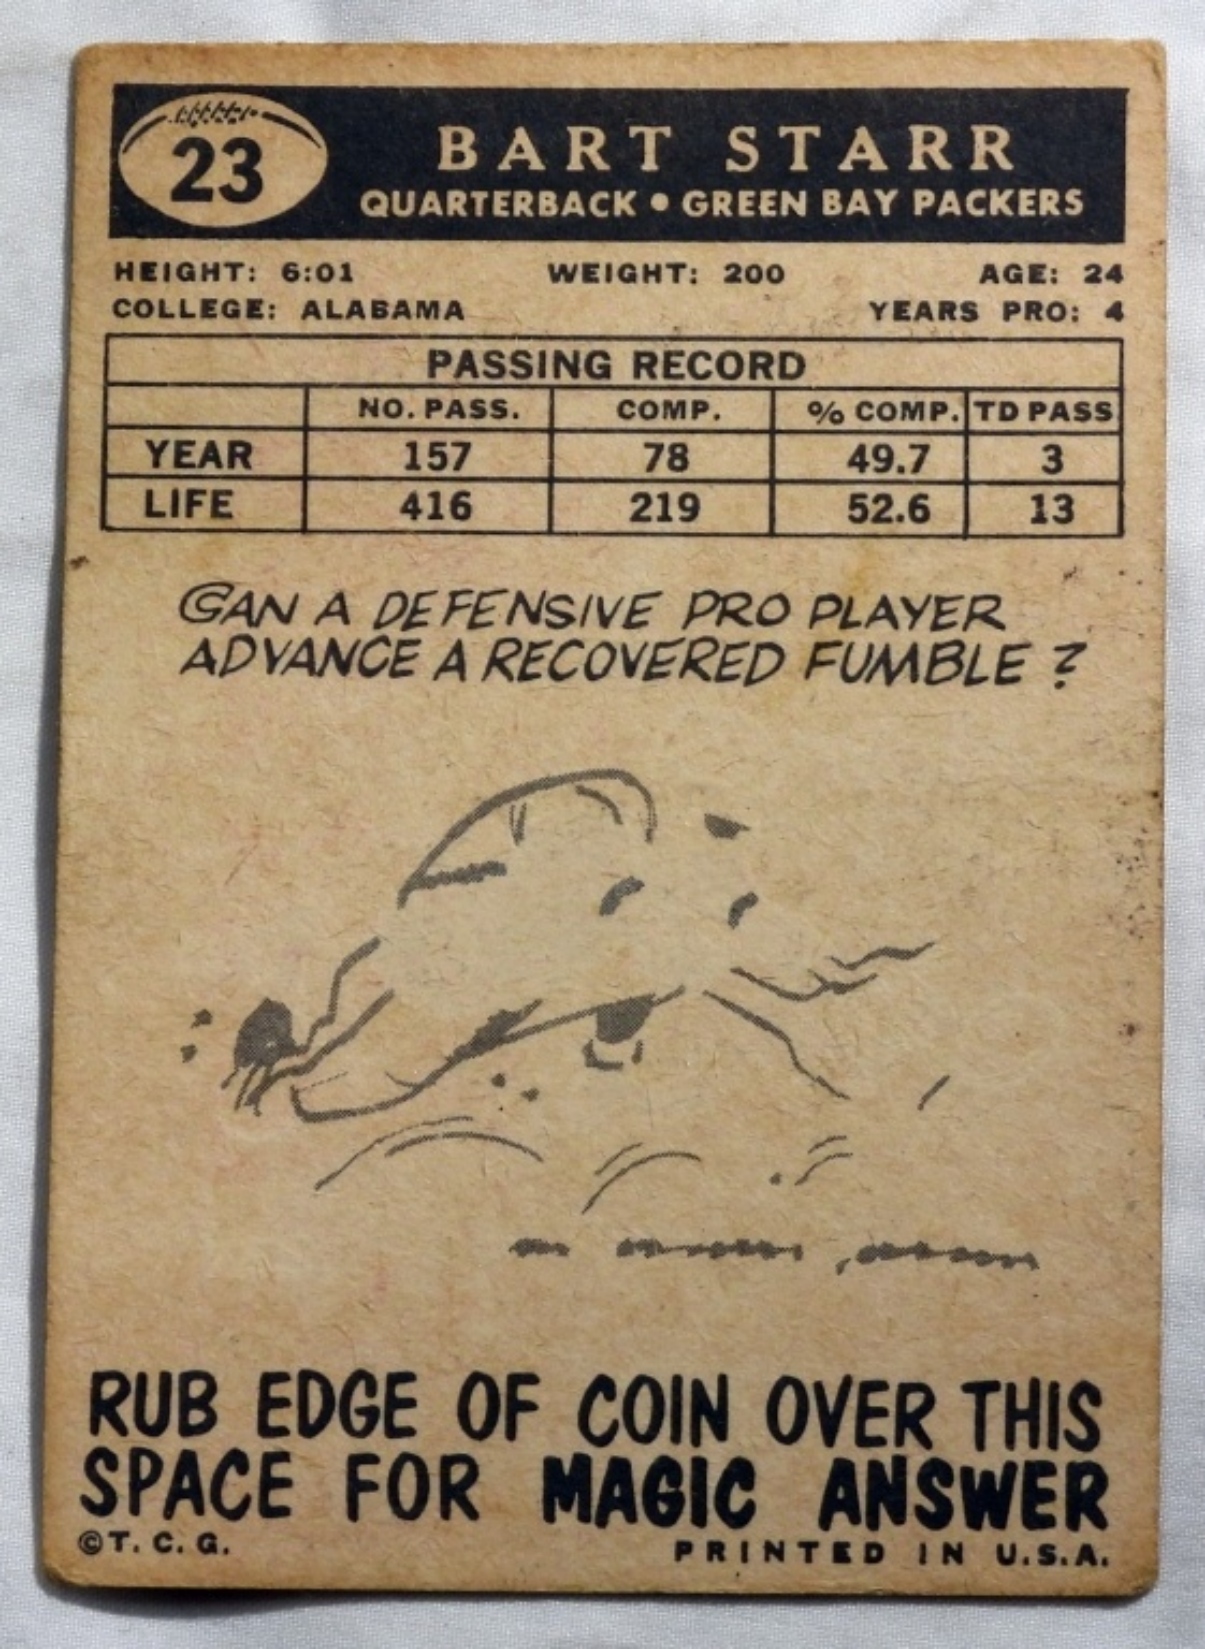 23
BART STARR
QUARTERBACK • GREEN BAY PACKERS
HEIGHT: 6:01 WEIGHT: 200 AGE: 24
COLLEGE: ALABAMA YEARS PRO: 4
PASSING RECORD
NO. PASS. COMP. % COMP. TD PASS
YEAR 157 78 49.7 3
LIFE 416 219 52.6 13
CAN A DEFENSIVE PRO PLAYER
ADVANCE A RECOVERED FUMBLE?
RUB EDGE OF COIN OVER THIS
SPACE FOR MAGIC ANSWER
©T. C. G. PRINTED IN U.S.A.